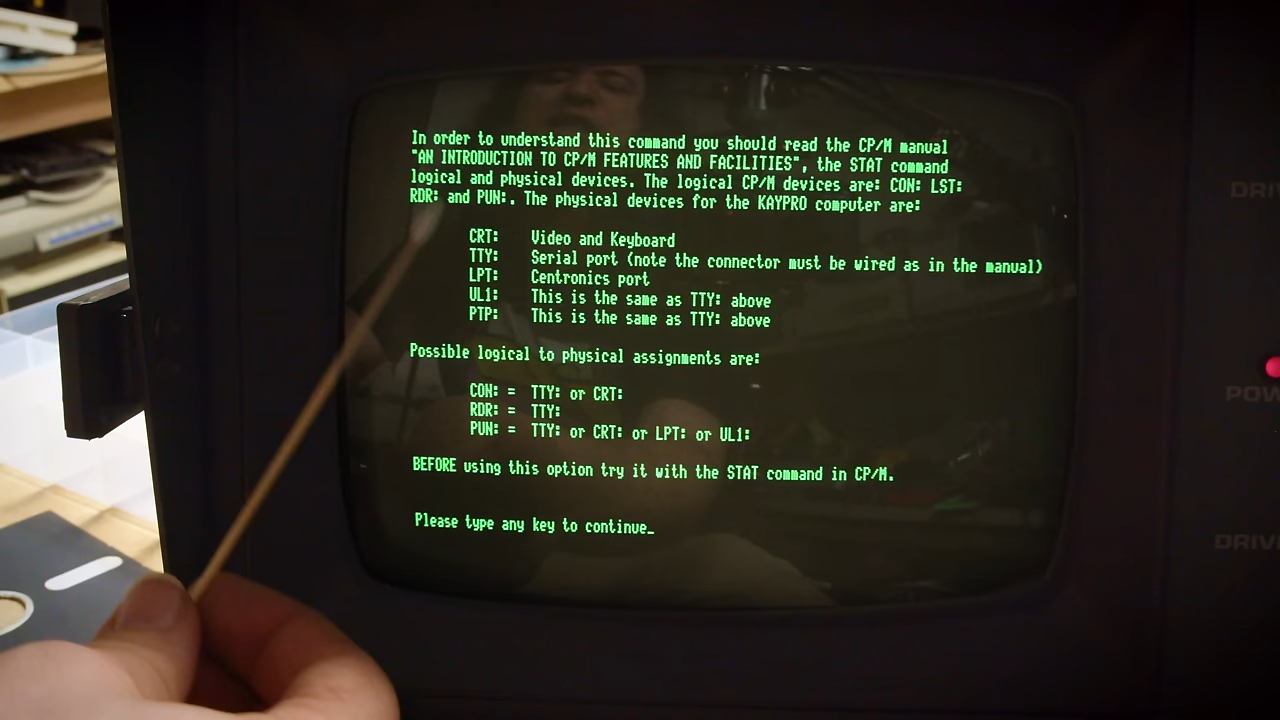 In order to understand this command you should read the CP/M manual
"AN INTRODUCTION TO CP/M FEATURES AND FACILITIES", the STAT command
logical and physical devices. The logical CP/M devices are: CON: LST:
RDR: and PUN:. The physical devices for the KAYPRO computer are:
CRT: Video and Keyboard
TTY: Serial port (note the connector must be wired as in the manual)
LPT: Centronics port
UL1: This is the same as TTY: above
PTP: This is the same as TTY: above
Possible logical to physical assignments are:
CON: = TTY: or CRT:
RDR: = TTY:
PUN: = TTY: or CRT: or LPT: or UL1:
BEFORE using this option try it with the STAT command in CP/M.
Please type any key to continue_
DRI
POW
DRIV